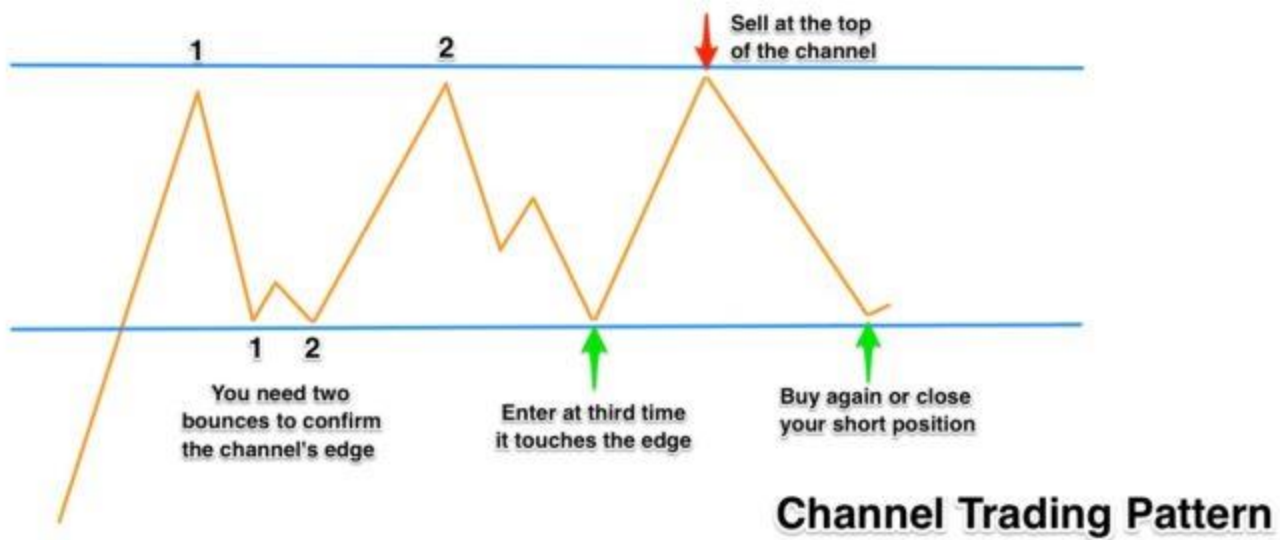 1
2
Sell at the top
of the channel
1
2
You need two
bounces to confirm
the channel's edge
Enter at third time
it touches the edge
Buy again or close
your short position
Channel Trading Pattern